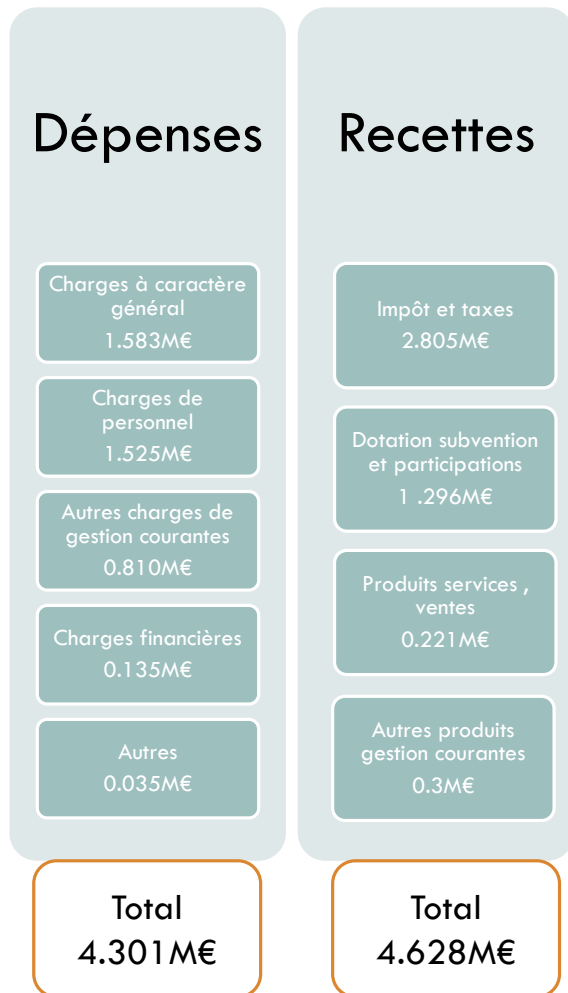 Dépenses
Charges à caractère
général
1.583M€
Charges de
personnel
1.525M€
Autres charges de
gestion courantes
0.810M€
Charges financières
0.135M€
Autres
0.035M€
Total
4.301M€
Recettes
Impôt et taxes
2.805M€
Dotation subvention
et participations
1 .296M€
Produits services ,
ventes
0.221M€
Autres produits
gestion courantes
0.3M€
Total
4.628M€